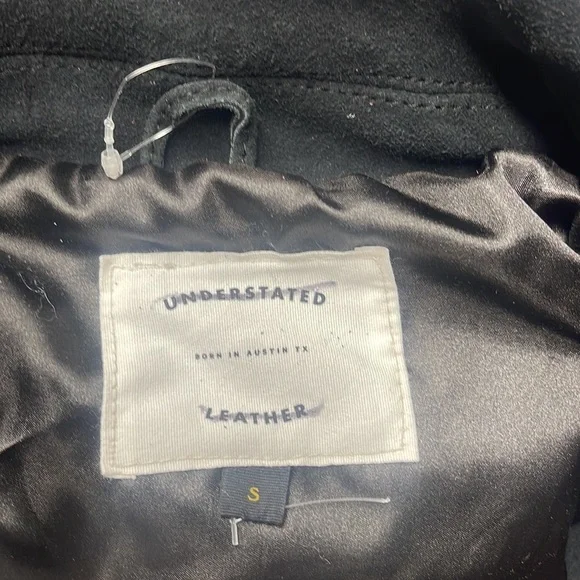 UNDERSTATED
BORN IN AUSTIN TX
LEATHER
S